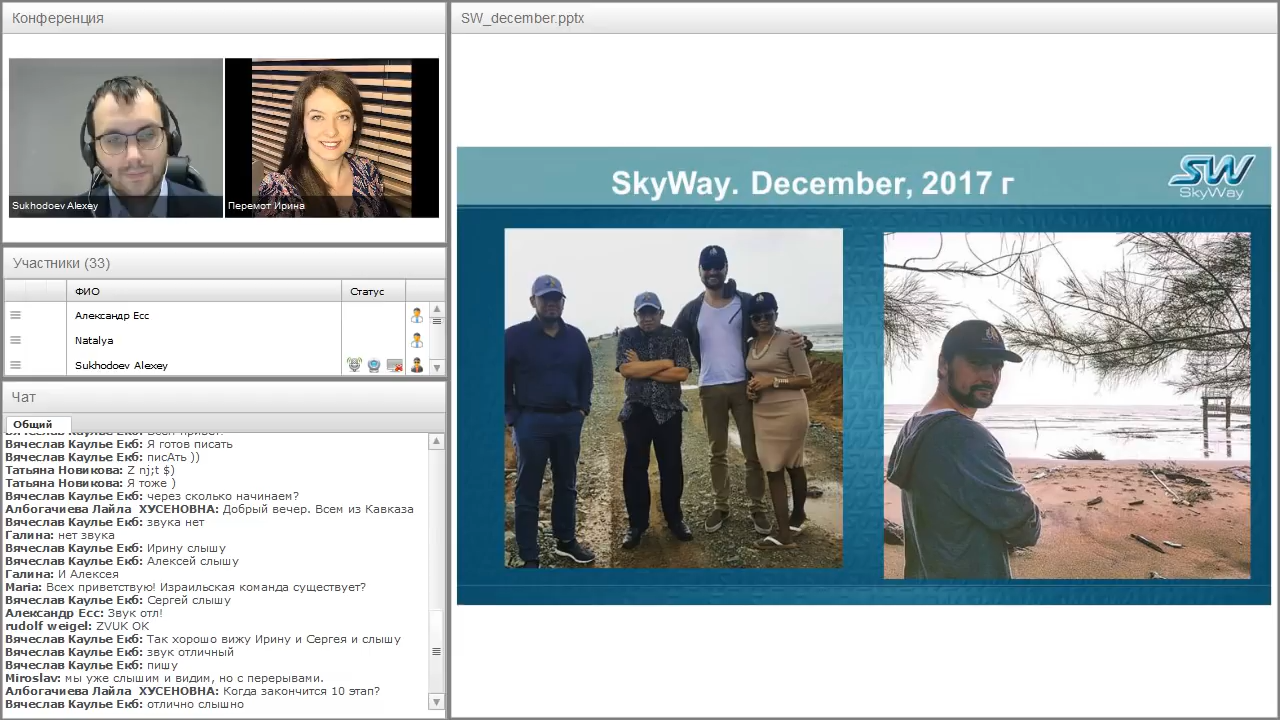 Конференция
Sukhodoev Alexey
Перемот Ирина
Участники (33)
ФИО
Статус
Александр Есс
Natalya
Sukhodoev Alexey
Чат
Общий
Вячеслав Каулье Екб: Я готов писать
Вячеслав Каулье Екб: писАть ))
Татьяна Новикова: Z nj;t $)
Татьяна Новикова: Я тоже )
Вячеслав Каулье Екб: через сколько начинаем?
Албогачиева Лайла ХУСЕНОВНА: Добрый вечер. Всем из Кавказа
Вячеслав Каулье Екб: звука нет
Галина: нет звука
Вячеслав Каулье Екб: Ирину слышу
Вячеслав Каулье Екб: Алексей слышу
Галина: И Алексея
Maria: Всех приветствую! Израильская команда существует?
Вячеслав Каулье Екб: Сергей слышу
Александр Есс: Звук отл!
rudolf weigel: ZVUK OK
Вячеслав Каулье Екб: Так хорошо вижу Ирину и Сергея и слышу
Вячеслав Каулье Екб: звук отличный
Вячеслав Каулье Екб: пишу
Miroslav: мы уже слышим и видим, но с перерывами.
Албогачиева Лайла ХУСЕНОВНА: Когда закончится 10 этап?
Вячеслав Каулье Екб: отлично слышно
SW_december.pptx
SkyWay. December, 2017 г
SW
SkyWay